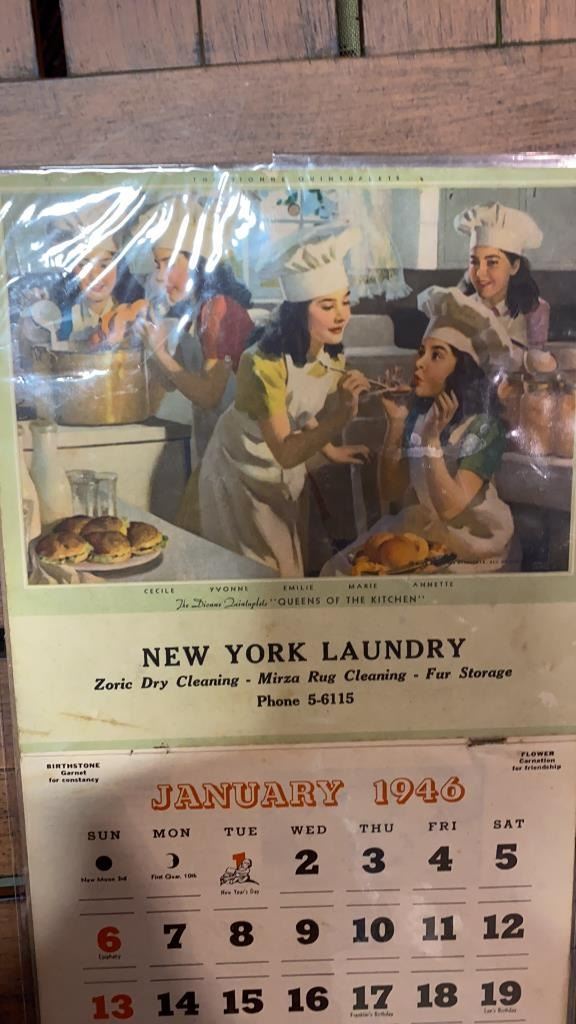 THE DIONNE QUINTUPLETS
CECILE YVONNE EMILIE MARIE ANNETTE
The Dionne Quintuplets "QUEENS OF THE KITCHEN"
NEW YORK LAUNDRY
Zoric Dry Cleaning - Mirza Rug Cleaning - Fur Storage
Phone 5-6115
BIRTHSTONE
Garnet
for constancy
FLOWER
Carnation
for friendship
JANUARY 1946
SUN MON TUE WED THU FRI SAT
1 2 3 4 5
New Moon 3rd First Quar. 10th New Year's Day
6 7 8 9 10 11 12
Epiphany
13 14 15 16 17 18 19
Franklin's Birthday Lee's Birthday